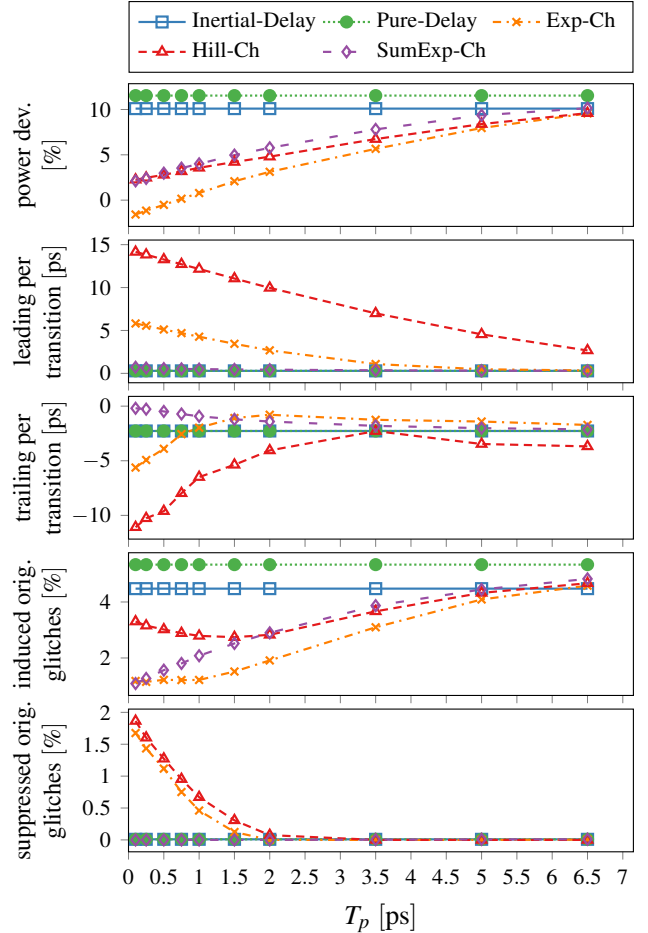 Inertial-Delay Pure-Delay Exp-Ch
Hill-Ch SumExp-Ch
power dev.
[%]
10
5
0
leading per
transition [ps]
15
10
5
0
trailing per
transition [ps]
0
−5
−10
induced orig.
glitches [%]
4
2
suppressed orig.
glitches [%]
2
1.5
1
0.5
0
0 0.5 1 1.5 2 2.5 3 3.5 4 4.5 5 5.5 6 6.5 7
T_p [ps]